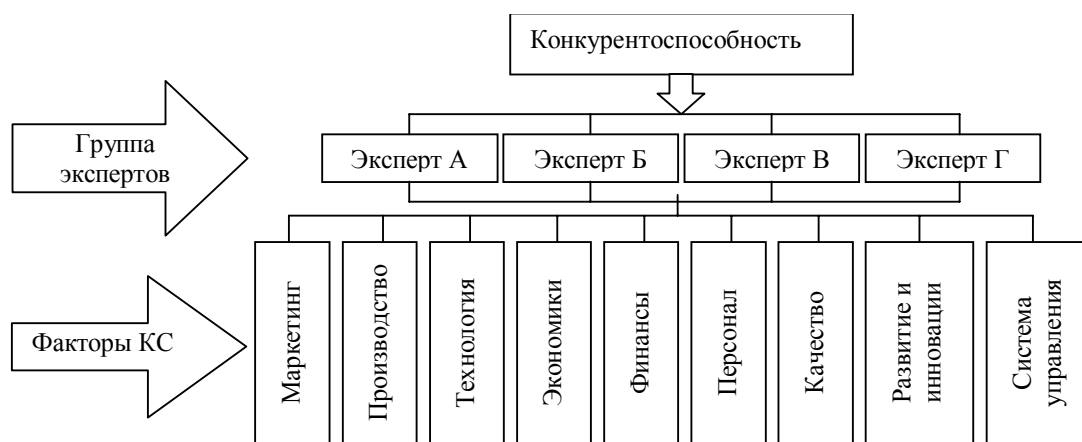 Конкурентоспособность
Группа
экспертов
Эксперт А
Эксперт Б
Эксперт В
Эксперт Г
Факторы КС
Маркетинг
Производство
Технология
Экономики
Финансы
Персонал
Качество
Развитие и
инновации
Система
управления